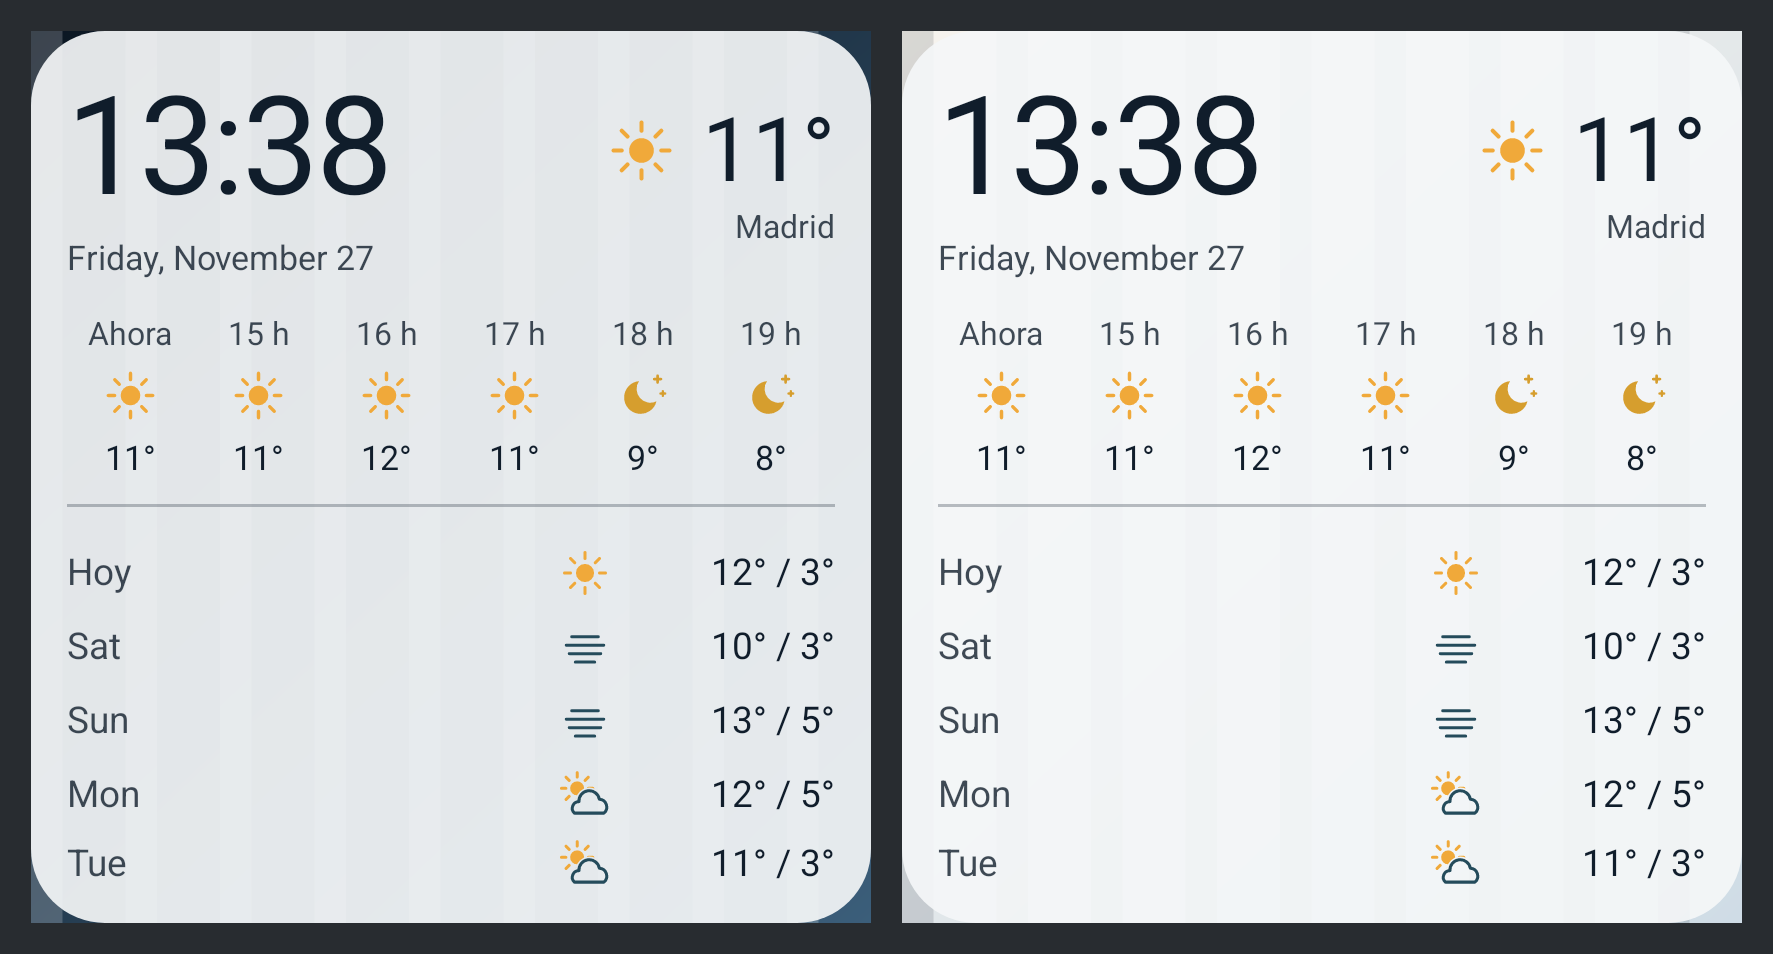 13:38
11°
Madrid
Friday, November 27
Ahora 15 h 16 h 17 h 18 h 19 h
11° 11° 12° 11° 9° 8°
Hoy 12° / 3°
Sat 10° / 3°
Sun 13° / 5°
Mon 12° / 5°
Tue 11° / 3°
13:38
11°
Madrid
Friday, November 27
Ahora 15 h 16 h 17 h 18 h 19 h
11° 11° 12° 11° 9° 8°
Hoy 12° / 3°
Sat 10° / 3°
Sun 13° / 5°
Mon 12° / 5°
Tue 11° / 3°